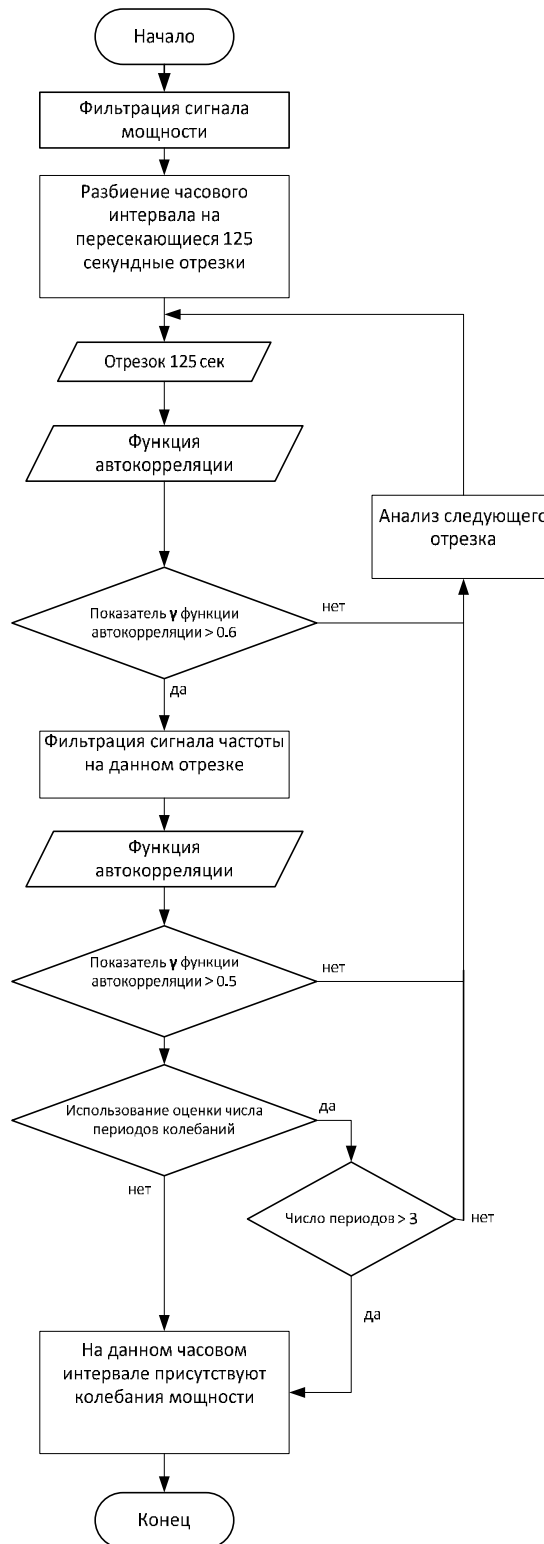 Начало
Фильтрация сигнала
мощности
Разбиение часового
интервала на
пересекающиеся 125
секундные отрезки
Отрезок 125 сек
Функция
автокорреляции
Анализ следующего
отрезка
Показатель γ функции
автокорреляции > 0.6
нет
да
Фильтрация сигнала частоты
на данном отрезке
Функция
автокорреляции
Показатель γ функции
автокорреляции > 0.5
нет
Использование оценки числа
периодов колебаний
да
нет
Число периодов > 3
нет
да
На данном часовом
интервале присутствуют
колебания мощности
Конец